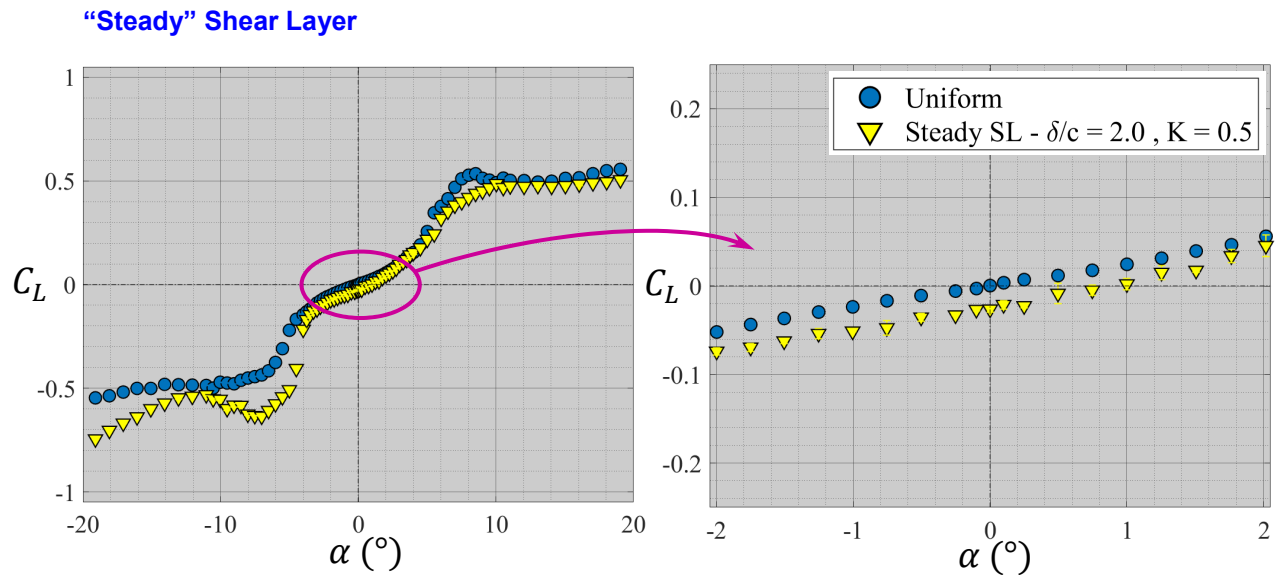 “Steady” Shear Layer
1
0.5
0
-0.5
-1
C_L
-20
-10
0
10
20
α (°)
Uniform
Steady SL - δ/c = 2.0 , K = 0.5
0.2
0.1
0
-0.1
-0.2
C_L
-2
-1
0
1
2
α (°)